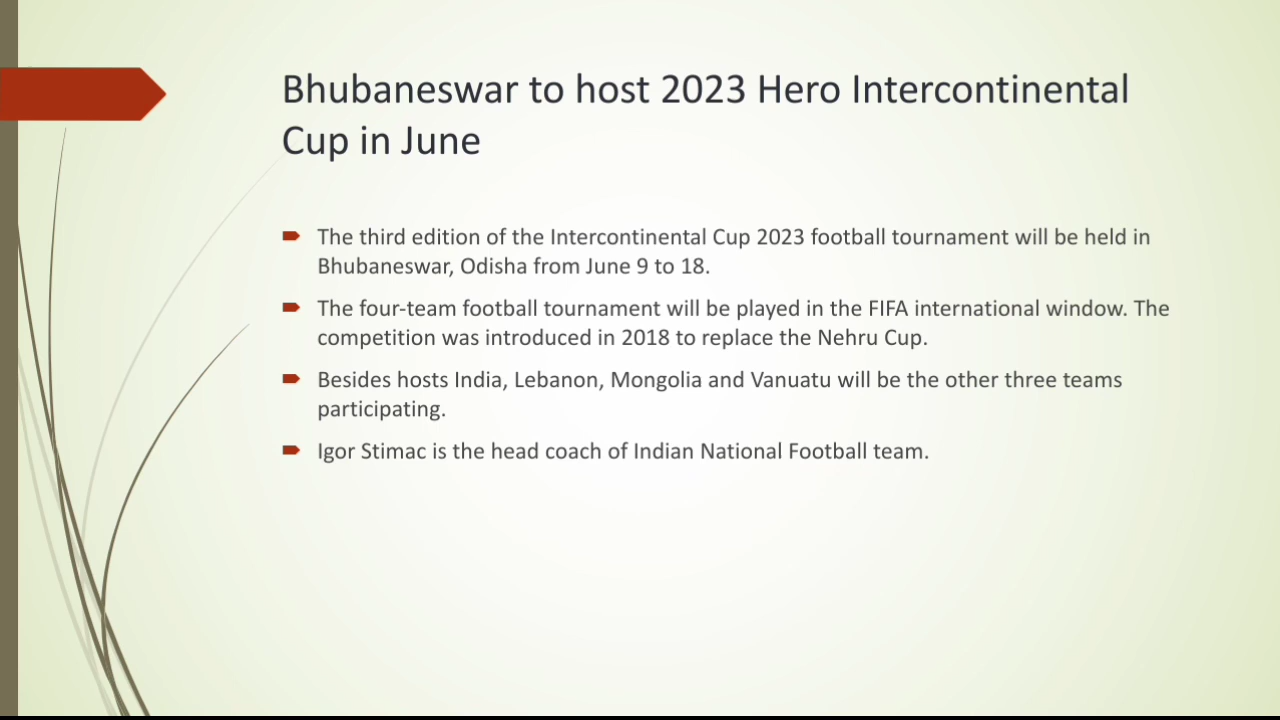 Bhubaneswar to host 2023 Hero Intercontinental
Cup in June
The third edition of the Intercontinental Cup 2023 football tournament will be held in
Bhubaneswar, Odisha from June 9 to 18.
The four-team football tournament will be played in the FIFA international window. The
competition was introduced in 2018 to replace the Nehru Cup.
Besides hosts India, Lebanon, Mongolia and Vanuatu will be the other three teams
participating.
Igor Stimac is the head coach of Indian National Football team.